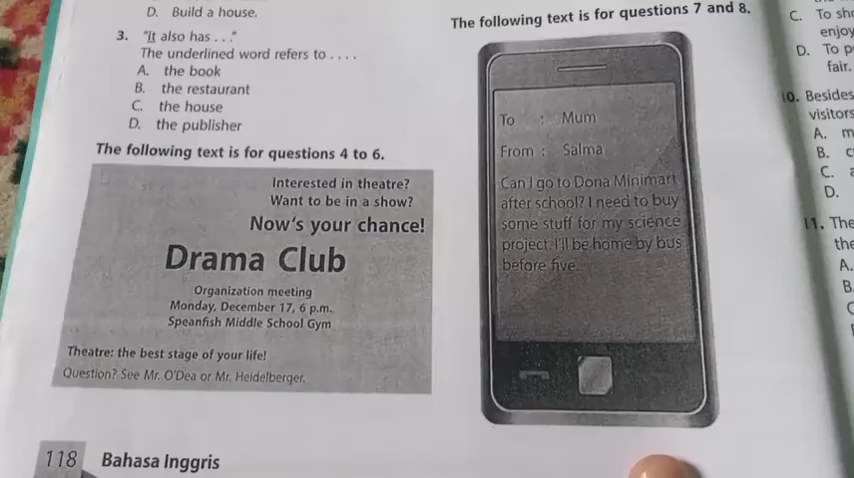 D. Build a house.
3. "It also has . . ."
The underlined word refers to . . . .
A. the book
B. the restaurant
C. the house
D. the publisher
The following text is for questions 4 to 6.
Interested in theatre?
Want to be in a show?
Now's your chance!
Drama Club
Organization meeting
Monday, December 17, 6 p.m.
Speanfish Middle School Gym
Theatre: the best stage of your life!
Question? See Mr. O'Dea or Mr. Heidelberger.
118 Bahasa Inggris
The following text is for questions 7 and 8.
To : Mum
From : Salma
Can I go to Dona Minimart
after school? I need to buy
some stuff for my science
project. I'll be home by bus
before five.
C. To
enjoy
D. To
fair.
10. Besides
visitors
A.
B.
C.
D.
11. The
the
A.
B.